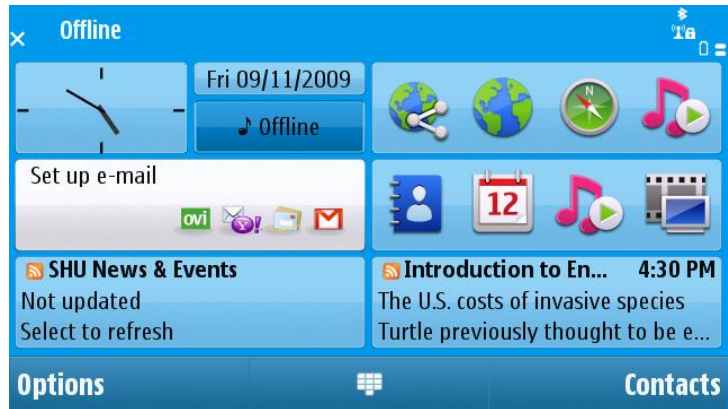 Offline
Fri 09/11/2009
Offline
Set up e-mail
ovi
12
N
SHU News & Events
Not updated
Select to refresh
Introduction to En... 4:30 PM
The U.S. costs of invasive species
Turtle previously thought to be e...
Options
Contacts